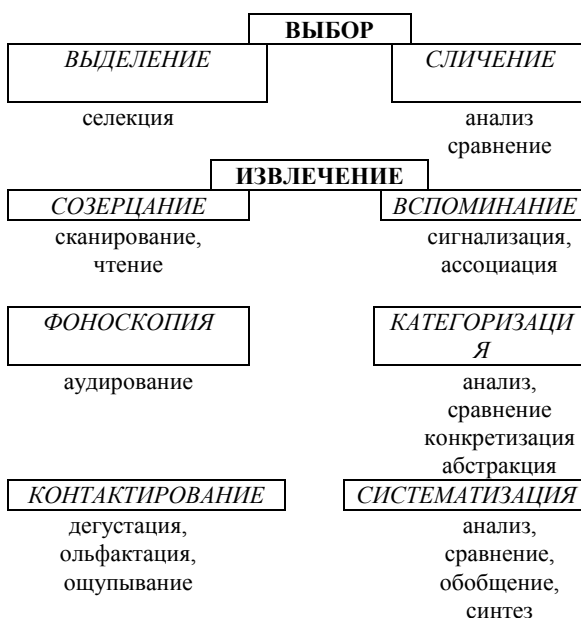 ВЫБОР
ВЫДЕЛЕНИЕ
СЛИЧЕНИЕ
селекция
анализ
сравнение
ИЗВЛЕЧЕНИЕ
СОЗЕРЦАНИЕ
ВСПОМИНАНИЕ
сканирование,
чтение
сигнализация,
ассоциация
ФОНОСКОПИЯ
КАТЕГОРИЗАЦИ
Я
аудирование
анализ,
сравнение
конкретизация
абстракция
КОНТАКТИРОВАНИЕ
СИСТЕМАТИЗАЦИЯ
дегустация,
ольфактация,
ощупывание
анализ,
сравнение,
обобщение,
синтез